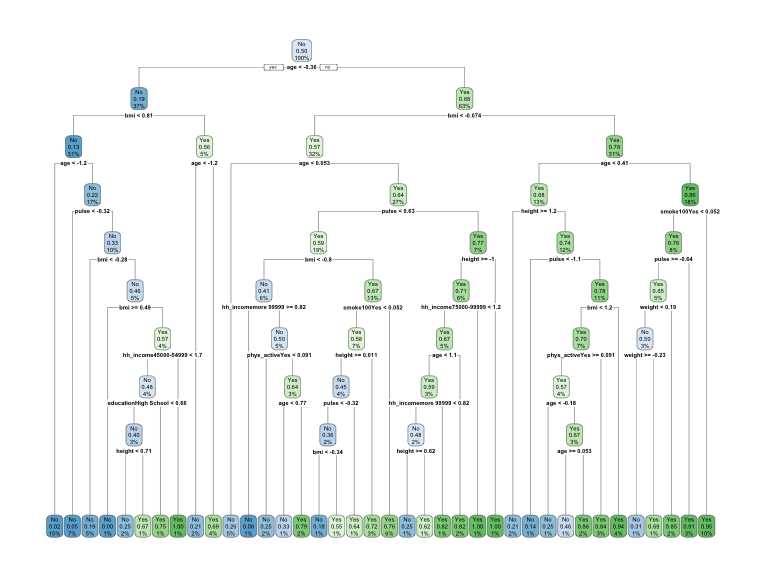 No
0.50
100%
yes age < -0.36 no
No
0.19
37%
Yes
0.68
63%
bmi < 0.81
bmi < -0.074
No
0.13
31%
Yes
0.56
5%
Yes
0.57
32%
Yes
0.78
31%
age < -1.2
age < -1.2
age < 0.053
age < 0.41
No
0.22
17%
Yes
0.64
27%
Yes
0.68
13%
Yes
0.86
18%
pulse < -0.32
pulse < 0.63
height >= 1.2
smoke100Yes < 0.052
No
0.33
10%
Yes
0.59
19%
Yes
0.77
7%
Yes
0.74
12%
Yes
0.76
8%
bmi < -0.28
bmi < -0.8
height >= -1
pulse < -1.1
pulse >= -0.64
No
0.46
5%
No
0.41
6%
Yes
0.67
13%
Yes
0.71
6%
Yes
0.78
11%
Yes
0.65
5%
bmi >= 0.49
hh_incomemore 99999 >= 0.82
smoke100Yes < 0.052
hh_income75000-99999 < 1.2
bmi < 1.2
weight < 0.19
Yes
0.57
4%
No
0.50
5%
Yes
0.58
7%
Yes
0.67
5%
Yes
0.70
7%
No
0.50
3%
hh_income45000-54999 < 1.7
phys_activeYes < 0.091
height >= 0.011
age < 1.1
phys_activeYes >= 0.091
weight >= -0.23
No
0.48
4%
Yes
0.64
3%
No
0.45
4%
Yes
0.59
3%
Yes
0.57
4%
educationHigh School < 0.66
age < 0.77
pulse < -0.32
hh_incomemore 99999 < 0.82
age < -0.18
No
0.40
3%
No
0.36
2%
No
0.48
2%
Yes
0.67
3%
height < 0.71
bmi < -0.34
height >= 0.62
age >= 0.053
No No No No No Yes Yes Yes No Yes No No No No Yes No Yes Yes Yes Yes No Yes Yes Yes Yes Yes No No No No Yes Yes Yes No Yes Yes Yes Yes
0.02 0.05 0.19 0.00 0.25 0.67 0.75 1.00 0.21 0.69 0.26 0.08 0.25 0.33 0.79 0.18 0.55 0.64 0.72 0.76 0.25 0.62 0.82 0.82 1.00 1.00 0.21 0.14 0.25 0.46 0.86 0.84 0.94 0.31 0.69 0.85 0.91 0.95
15% 7% 5% 1% 2% 1% 1% 1% 2% 4% 5% 1% 2% 1% 2% 1% 1% 1% 3% 6% 1% 1% 1% 2% 1% 1% 2% 1% 1% 1% 2% 3% 4% 1% 1% 2% 3% 10%